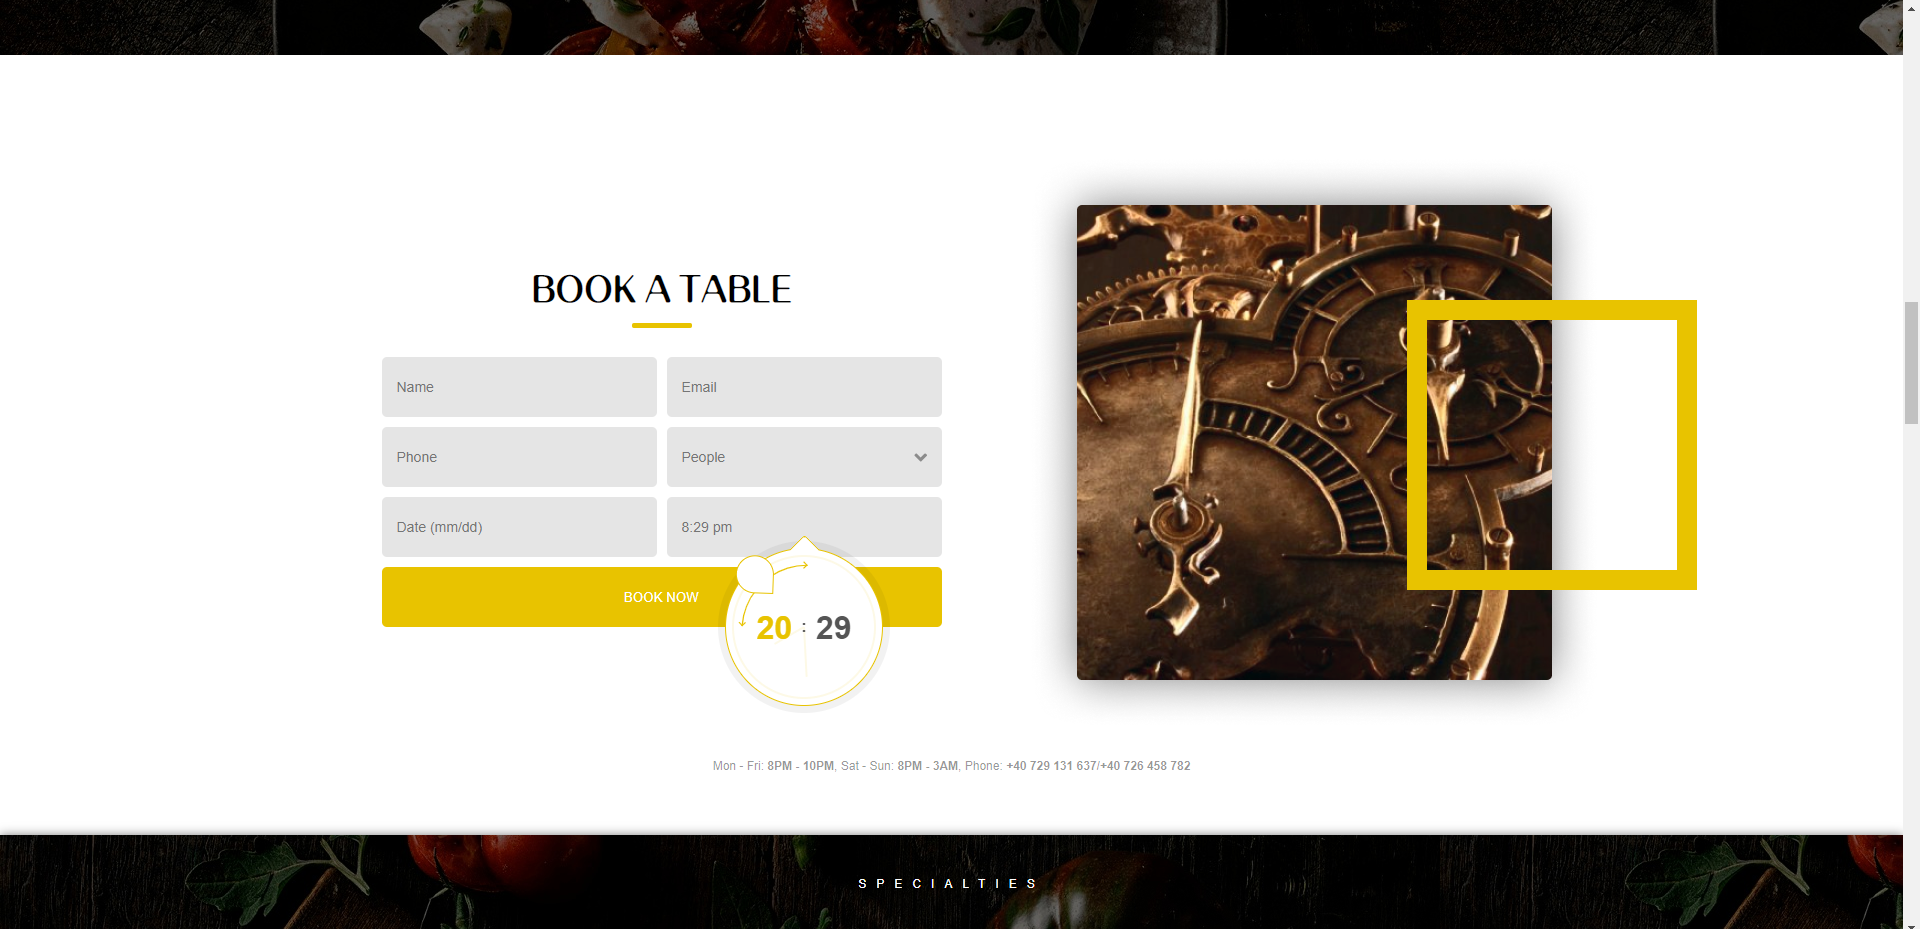 BOOK A TABLE
Name
Email
Phone
People
Date (mm/dd)
8:29 pm
BOOK NOW
20 : 29
Mon - Fri: 8PM - 10PM, Sat - Sun: 8PM - 3AM, Phone: +40 729 131 637/+40 726 458 782
SPECIALTIES